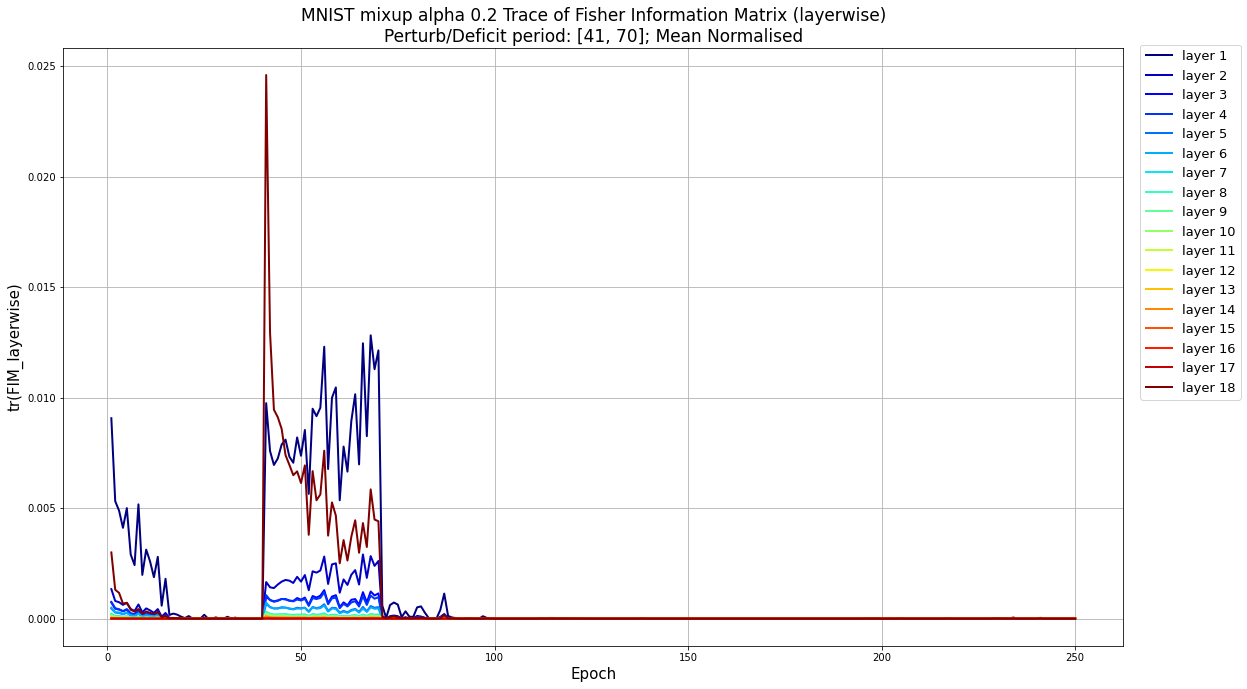 MNIST mixup alpha 0.2 Trace of Fisher Information Matrix (layerwise)
Perturb/Deficit period: [41, 70]; Mean Normalised
tr(FIM_layerwise)
0.025
0.020
0.015
0.010
0.005
0.000
0
50
100
150
200
250
Epoch
layer 1
layer 2
layer 3
layer 4
layer 5
layer 6
layer 7
layer 8
layer 9
layer 10
layer 11
layer 12
layer 13
layer 14
layer 15
layer 16
layer 17
layer 18